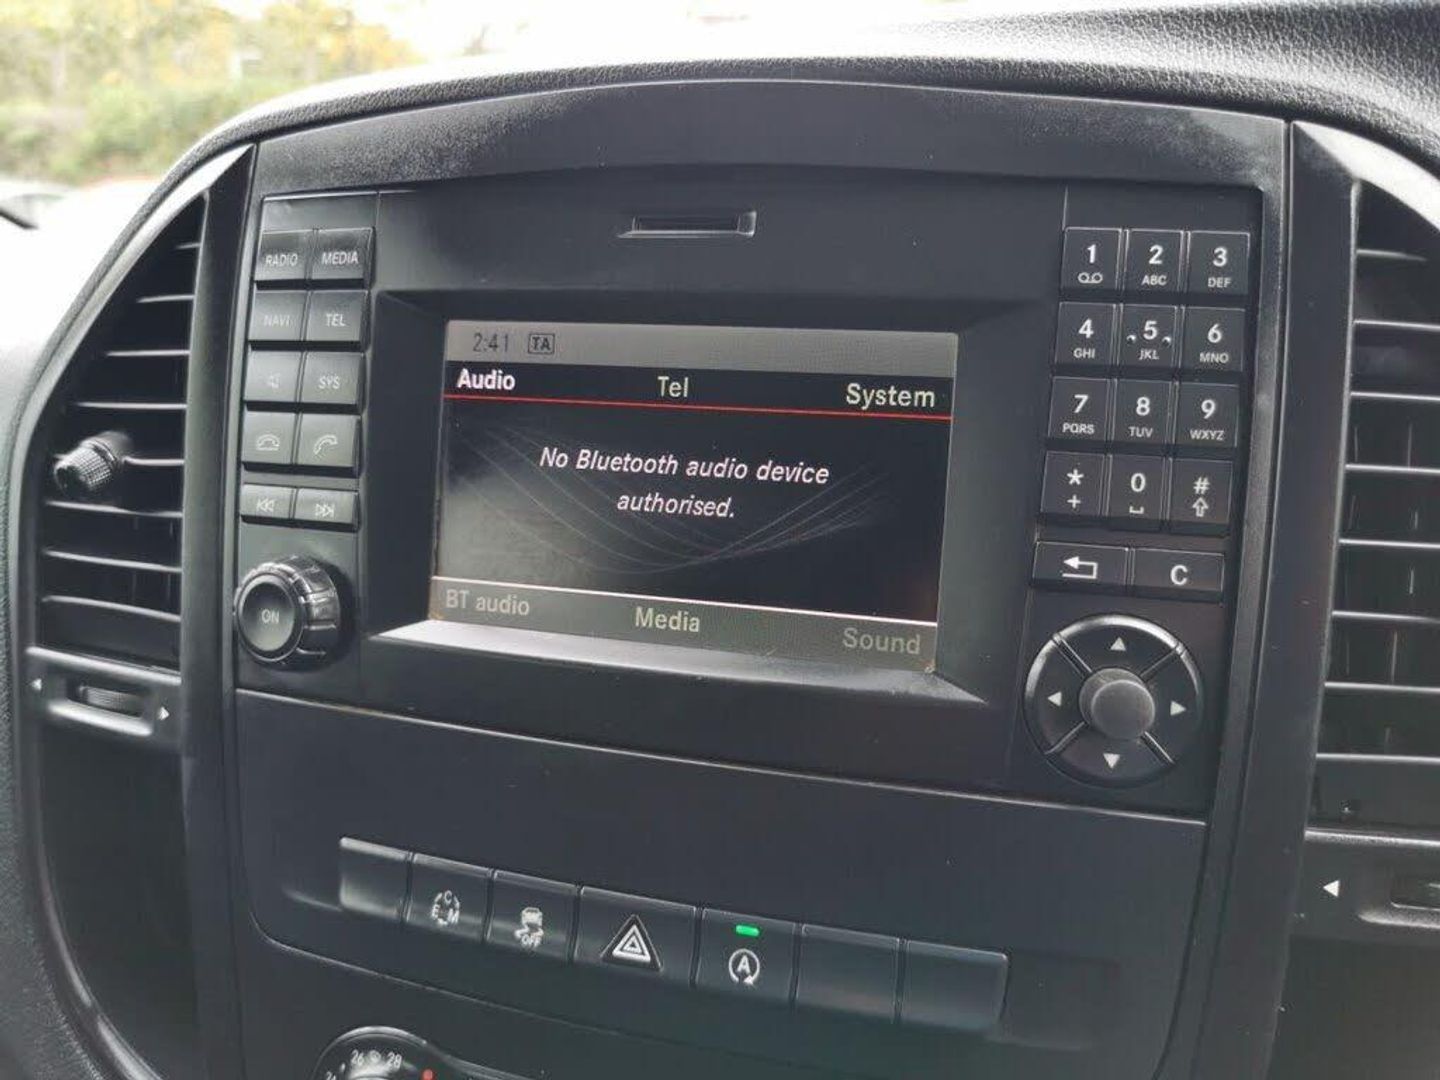 2:41 TA
Audio Tel System
No Bluetooth audio device
authorised.
BT audio Media Sound
RADIO MEDIA
NAVI TEL
SYS
ON
1 2 ABC 3 DEF
4 GHI 5 JKL 6 MNO
7 PQRS 8 TUV 9 WXYZ
* + 0 #
C
C E M
OFF
A
26 28